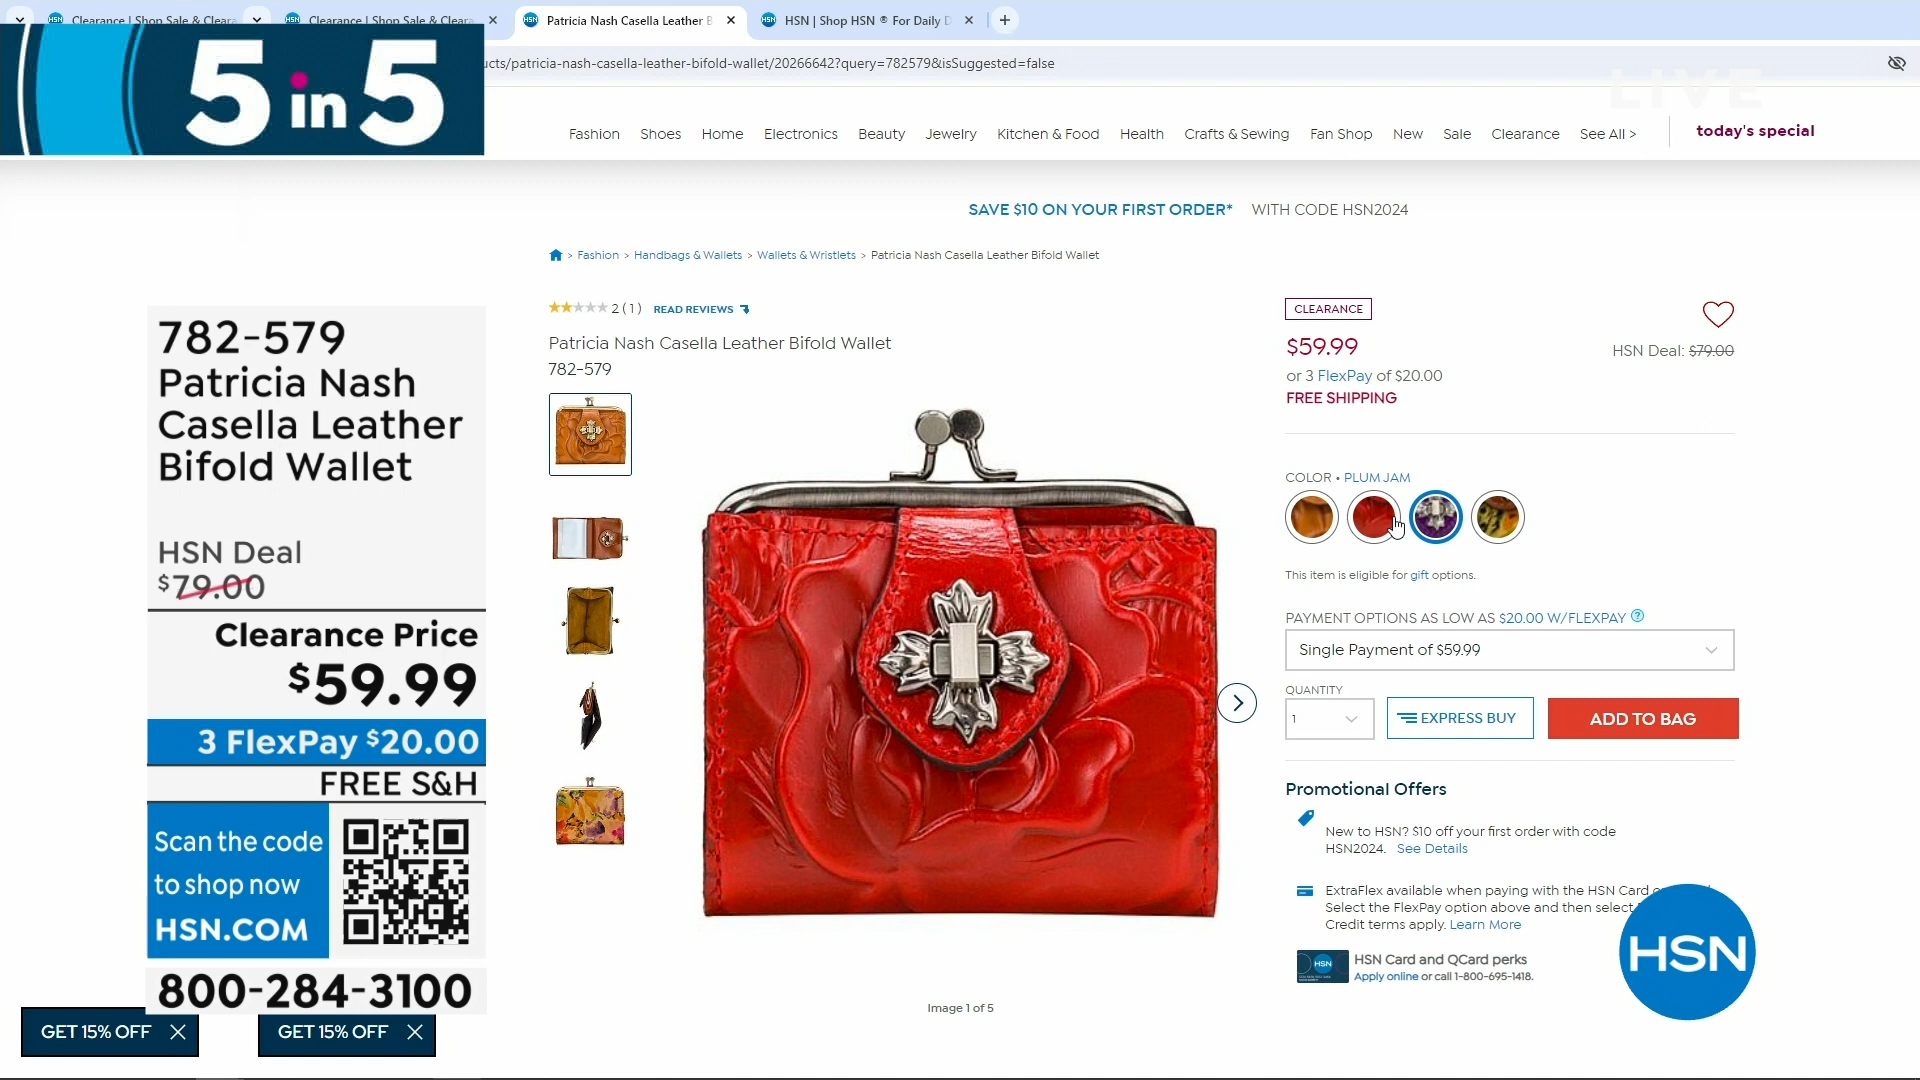 Clearance | Shop Sale & Cleara
Clearance | Shop Sale & Cleara
Patricia Nash Casella Leather B
HSN | Shop HSN ® For Daily D
5 in 5
ucts/patricia-nash-casella-leather-bifold-wallet/20266642?query=782579&isSuggested=false
LIVE
Fashion Shoes Home Electronics Beauty Jewelry Kitchen & Food Health Crafts & Sewing Fan Shop New Sale Clearance See All >
today's special
SAVE $10 ON YOUR FIRST ORDER* WITH CODE HSN2024
> Fashion > Handbags & Wallets > Wallets & Wristlets > Patricia Nash Casella Leather Bifold Wallet
782-579
Patricia Nash
Casella Leather
Bifold Wallet
HSN Deal
$79.00
Clearance Price
$59.99
3 FlexPay $20.00
FREE S&H
Scan the code
to shop now
HSN.COM
800-284-3100
GET 15% OFF
GET 15% OFF
2 ( 1 ) READ REVIEWS
Patricia Nash Casella Leather Bifold Wallet
782-579
Image 1 of 5
CLEARANCE
$59.99
HSN Deal: $79.00
or 3 FlexPay of $20.00
FREE SHIPPING
COLOR • PLUM JAM
This item is eligible for gift options.
PAYMENT OPTIONS AS LOW AS $20.00 W/FLEXPAY ?
Single Payment of $59.99
QUANTITY
1
EXPRESS BUY
ADD TO BAG
Promotional Offers
New to HSN? $10 off your first order with code
HSN2024. See Details
ExtraFlex available when paying with the HSN Card
Select the FlexPay option above and then select
Credit terms apply. Learn More
HSN
HSN Card and QCard perks
Apply online or call 1-800-695-1418.
HSN